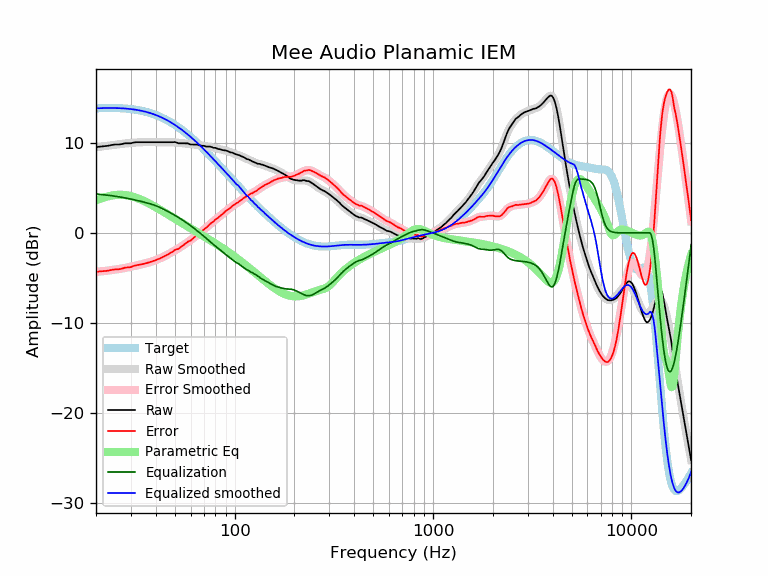 Mee Audio Planamic IEM
10
0
−10
−20
−30
Amplitude (dBr)
Target
Raw Smoothed
Error Smoothed
Raw
Error
Parametric Eq
Equalization
Equalized smoothed
100
1000
10000
Frequency (Hz)